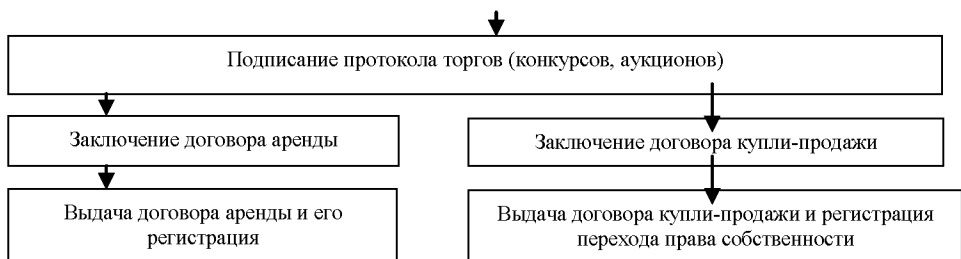 Подписание протокола торгов (конкурсов, аукционов)
Заключение договора аренды
Заключение договора купли-продажи
Выдача договора аренды и его
регистрация
Выдача договора купли-продажи и регистрация
перехода права собственности